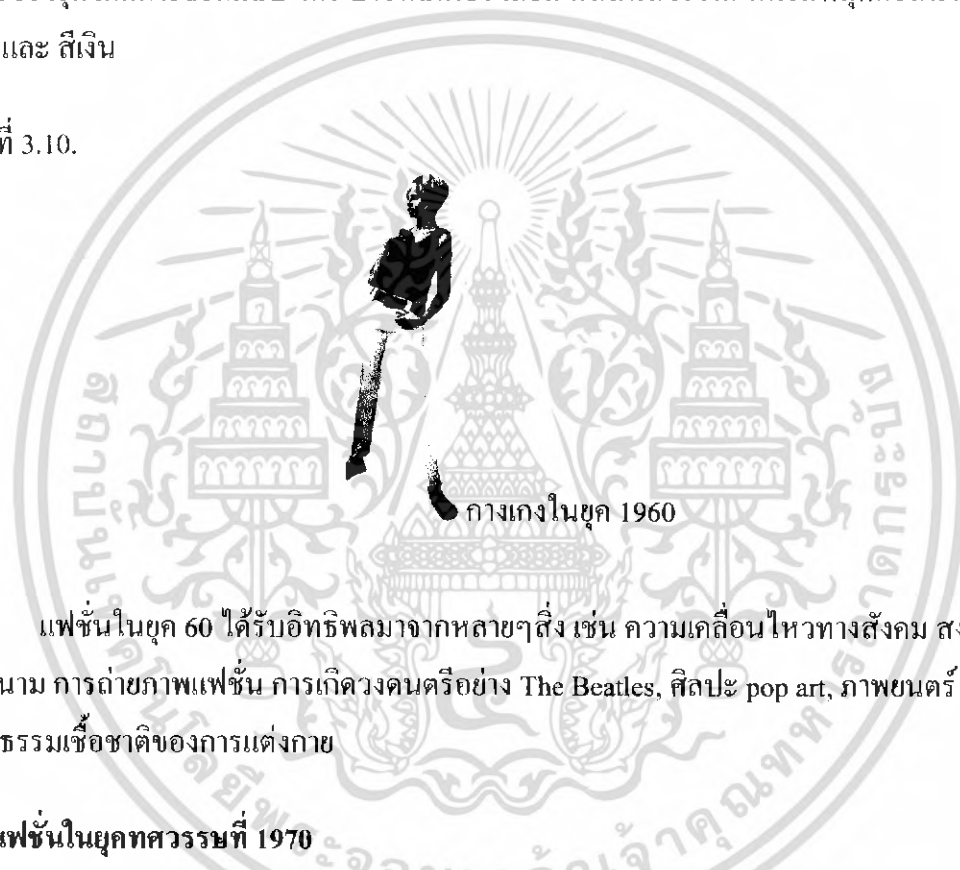 และ สีเงิน
ที่ 3.10.
กางเกงในยุค 1960
แฟชั่นในยุค 60 ได้รับอิทธิพลมาจากหลายๆสิ่ง เช่น ความเคลื่อนไหวทางสังคม
นาม การถ่ายภาพแฟชั่น การเกิดวงดนตรีอย่าง The Beatles, ศิลปะ pop art, ภาพยนตร์
ธรรมเชื้อชาติของการแต่งกาย
แฟชั่นในยุคทศวรรษที่ 1970